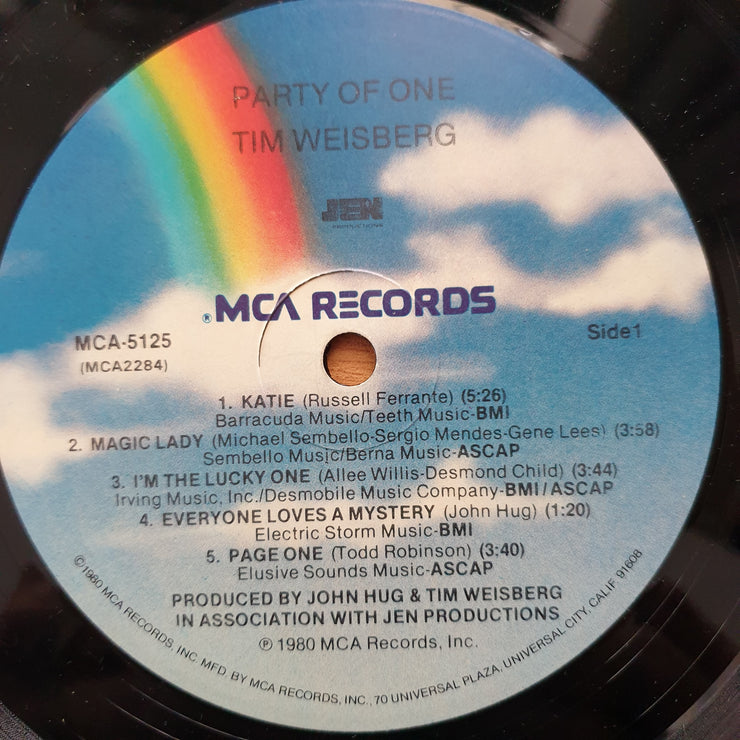 PARTY OF ONE
TIM WEISBERG
JEN
PRODUCTIONS
®MCA RECORDS
MCA-5125
(MCA2284)
Side1
1. KATIE (Russell Ferrante) (5:26)
Barracuda Music/Teeth Music-BMI
2. MAGIC LADY (Michael Sembello-Sergio Mendes-Gene Lees) (3:58)
Sembello Music/Berna Music-ASCAP
3. I'M THE LUCKY ONE (Allee Willis-Desmond Child) (3:44)
Irving Music, Inc./Desmobile Music Company-BMI/ASCAP
4. EVERYONE LOVES A MYSTERY (John Hug) (1:20)
Electric Storm Music-BMI
5. PAGE ONE (Todd Robinson) (3:40)
Elusive Sounds Music-ASCAP
PRODUCED BY JOHN HUG & TIM WEISBERG
IN ASSOCIATION WITH JEN PRODUCTIONS
℗ 1980 MCA Records, Inc.
©1980 MCA RECORDS, INC. MFD. BY MCA RECORDS, INC., 70 UNIVERSAL PLAZA, UNIVERSAL CITY, CALIF. 91608